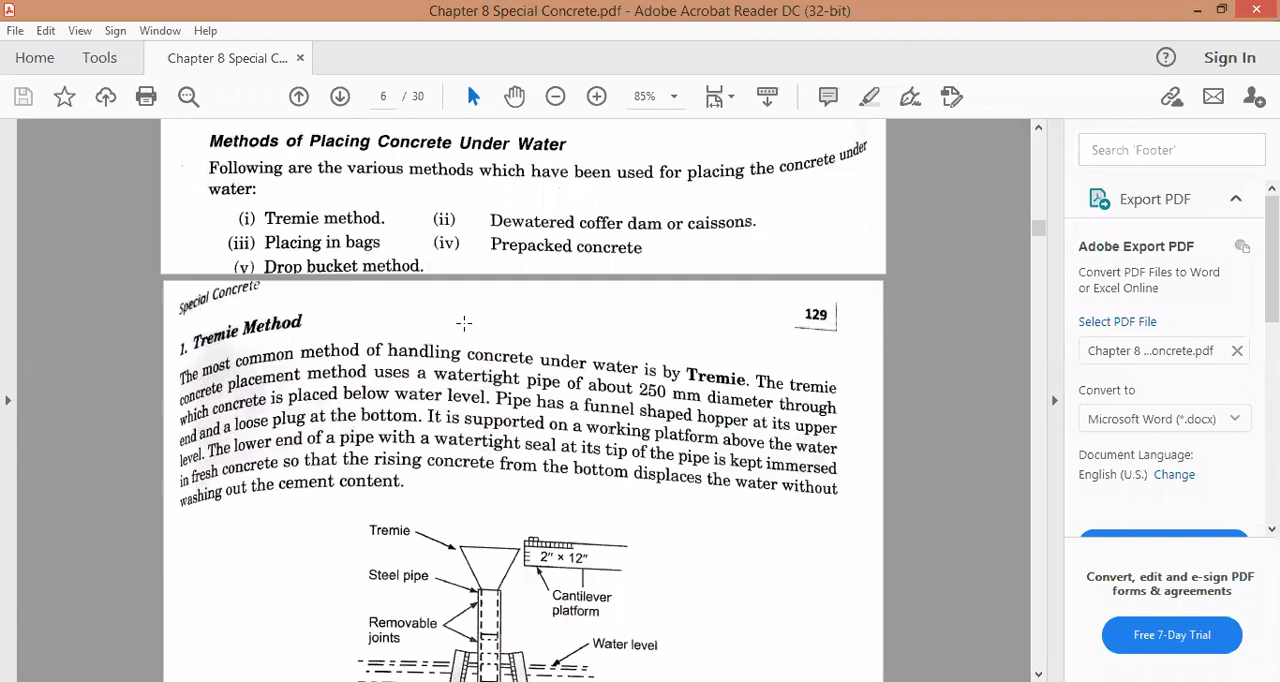 Chapter 8 Special Concrete.pdf - Adobe Acrobat Reader DC (32-bit)
File Edit View Sign Window Help
Home Tools Chapter 8 Special C... × Sign In
6 / 30 85%
Methods of Placing Concrete Under Water
Following are the various methods which have been used for placing the concrete under
water:
(i) Tremie method. (ii) Dewatered coffer dam or caissons.
(iii) Placing in bags (iv) Prepacked concrete
(v) Drop bucket method.
Special Concrete 129
1. Tremie Method
The most common method of handling concrete under water is by Tremie. The tremie
concrete placement method uses a watertight pipe of about 250 mm diameter through
which concrete is placed below water level. Pipe has a funnel shaped hopper at its upper
end and a loose plug at the bottom. It is supported on a working platform above the water
level. The lower end of a pipe with a watertight seal at its tip of the pipe is kept immersed
in fresh concrete so that the rising concrete from the bottom displaces the water without
washing out the cement content.
Tremie
2" × 12"
Steel pipe
Cantilever
platform
Removable
joints
Water level
Search 'Footer'
Export PDF
Adobe Export PDF
Convert PDF Files to Word
or Excel Online
Select PDF File
Chapter 8 ...oncrete.pdf
Convert to
Microsoft Word (*.docx)
Document Language:
English (U.S.) Change
Convert, edit and e-sign PDF
forms & agreements
Free 7-Day Trial